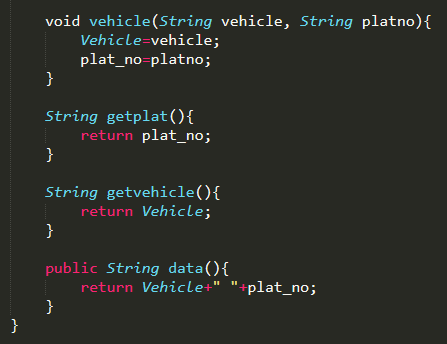 void vehicle(String vehicle, String platno){
Vehicle=vehicle;
plat_no=platno;
}
String getplat(){
return plat_no;
}
String getvehicle(){
return Vehicle;
}
public String data(){
return Vehicle+" "+plat_no;
}
}